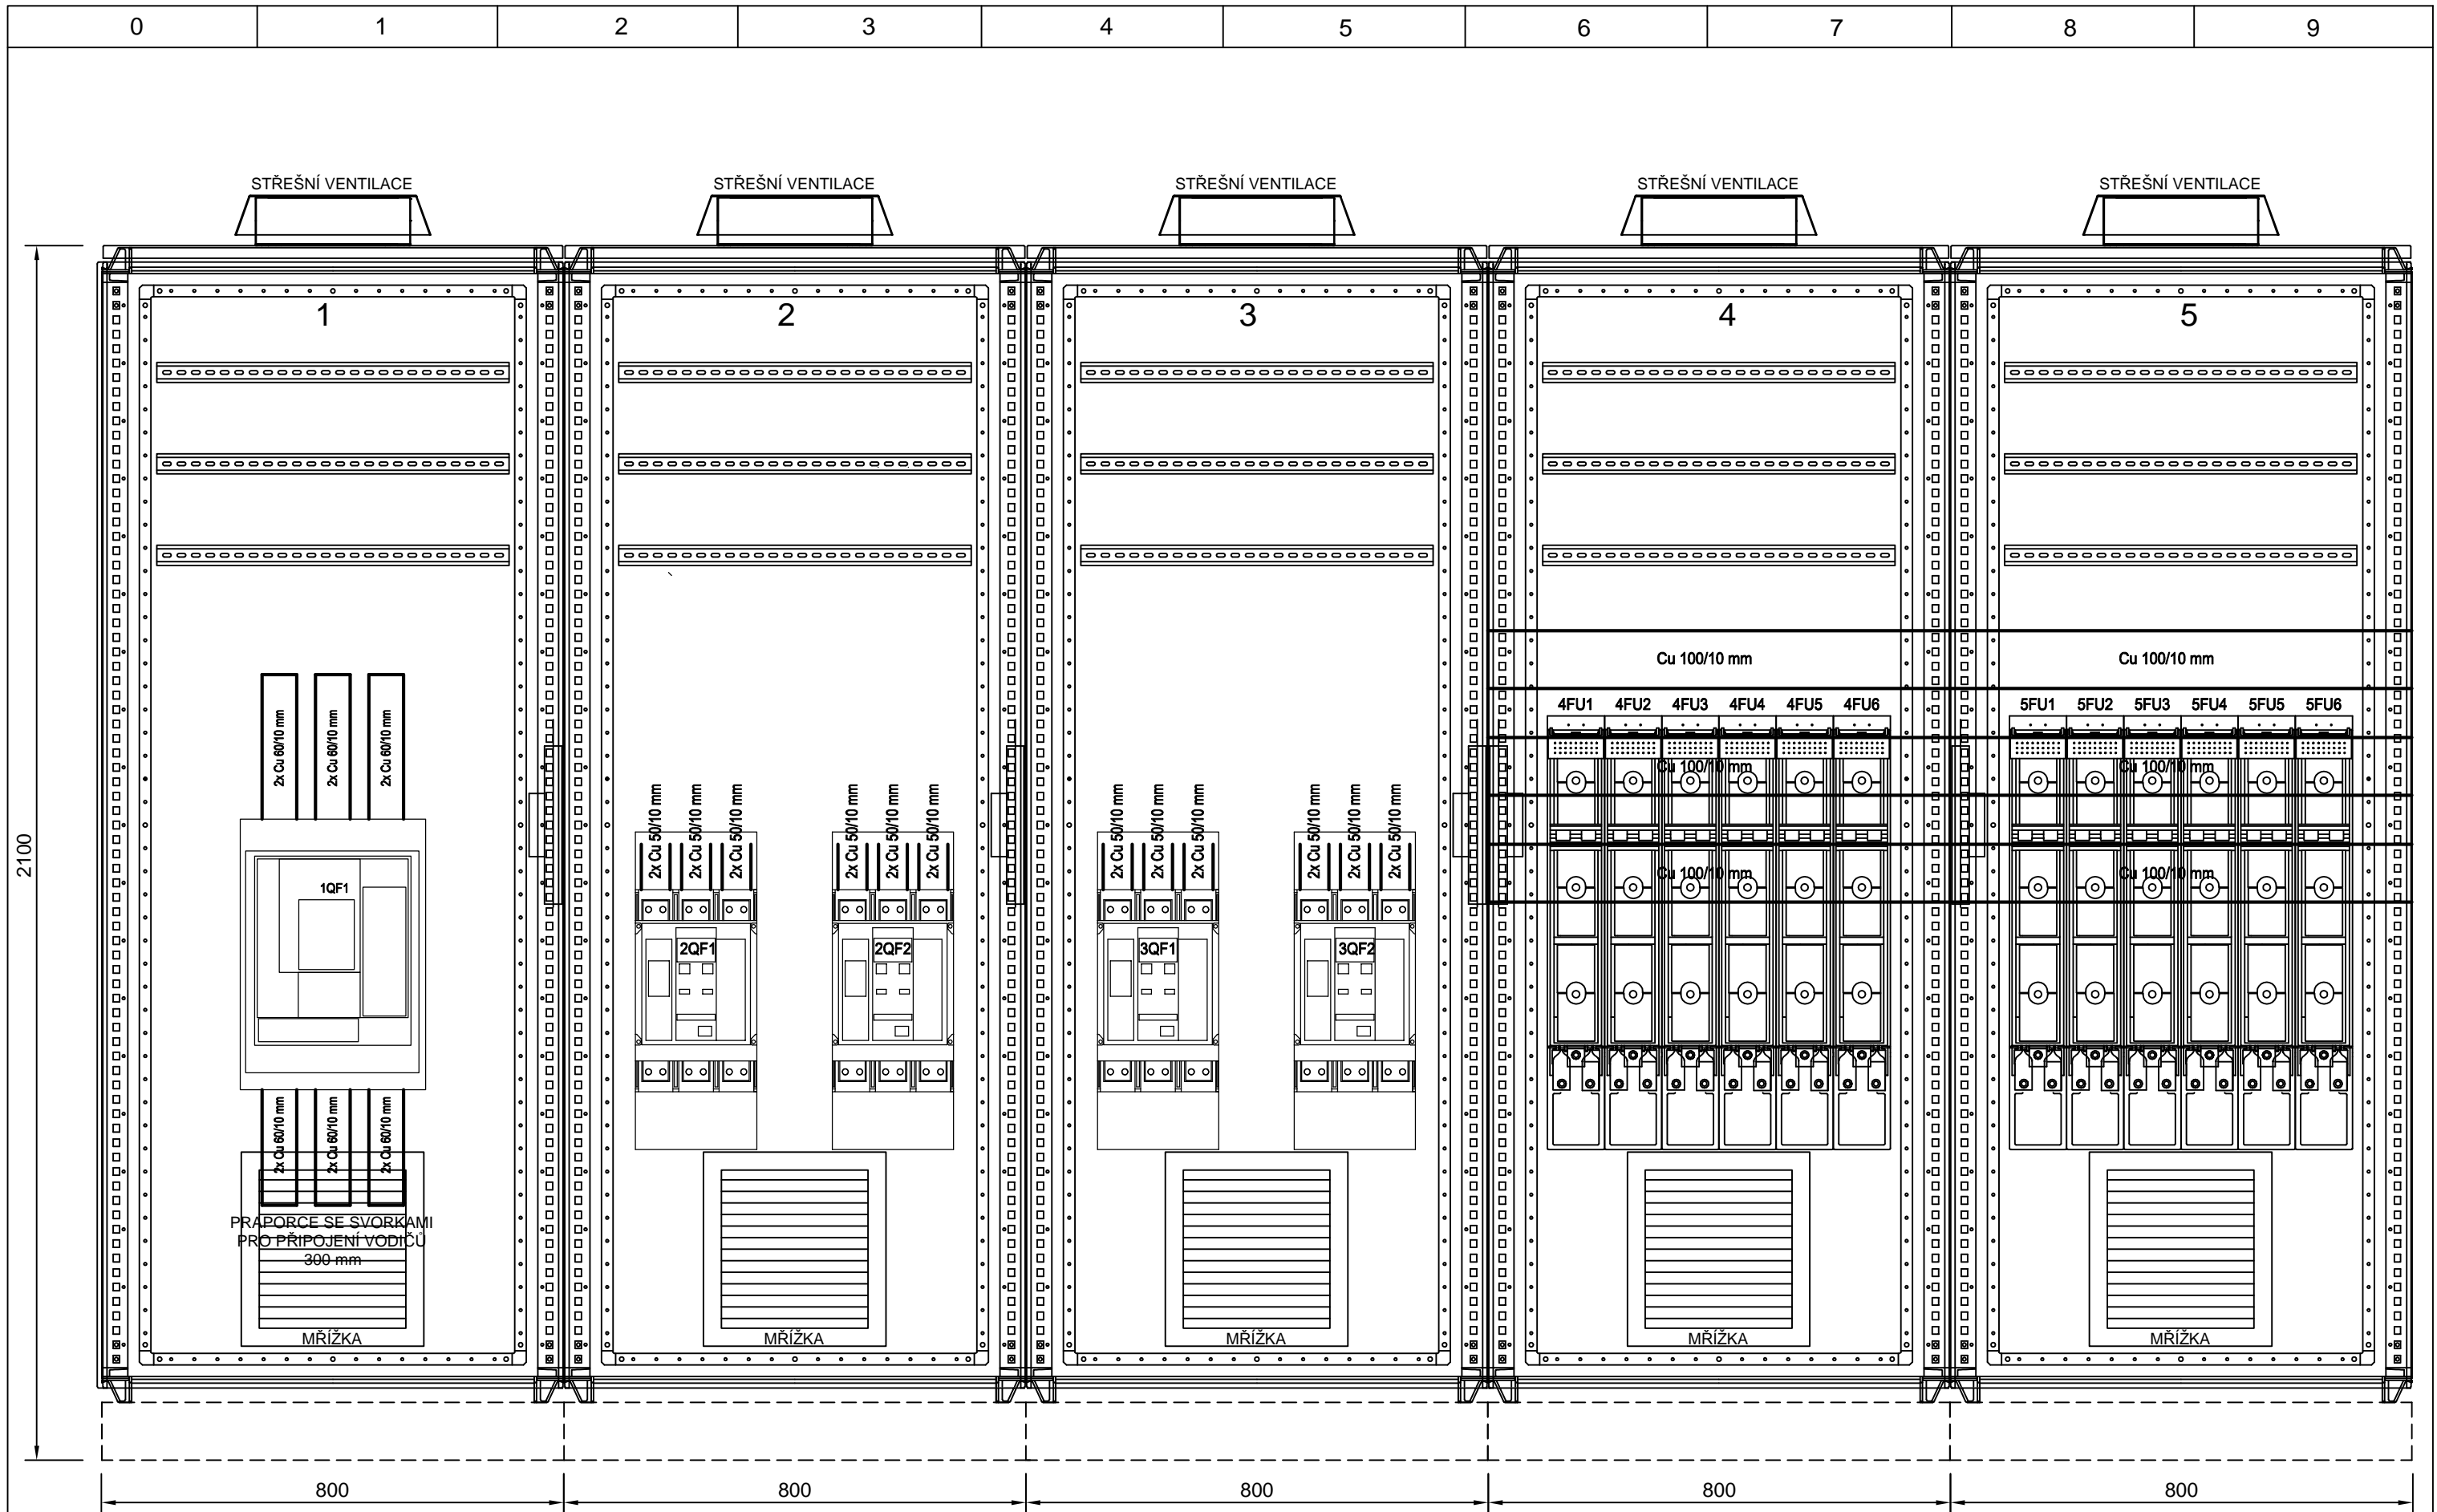 0 1 2 3 4 5 6 7 8 9
STŘEŠNÍ VENTILACE STŘEŠNÍ VENTILACE STŘEŠNÍ VENTILACE STŘEŠNÍ VENTILACE STŘEŠNÍ VENTILACE
1 2 3 4 5
Cu 100/10 mm Cu 100/10 mm
4FU1 4FU2 4FU3 4FU4 4FU5 4FU6 5FU1 5FU2 5FU3 5FU4 5FU5 5FU6
2x Cu 60/10 mm
2x Cu 60/10 mm
2x Cu 60/10 mm
Cu 100/10 mm Cu 100/10 mm
2x Cu 50/10 mm
2x Cu 50/10 mm
2x Cu 50/10 mm
2x Cu 50/10 mm
2x Cu 50/10 mm
2x Cu 50/10 mm
2x Cu 50/10 mm
2x Cu 50/10 mm
2x Cu 50/10 mm
2x Cu 50/10 mm
2x Cu 50/10 mm
2x Cu 50/10 mm
2100
Cu 100/10 mm Cu 100/10 mm
1QF1
2QF1 2QF2 3QF1 3QF2
2x Cu 60/10 mm
2x Cu 60/10 mm
2x Cu 60/10 mm
PRAPORCE SE SVORKAMI
PRO PŘIPOJENÍ VODIČŮ
300 mm
MŘÍŽKA MŘÍŽKA MŘÍŽKA MŘÍŽKA MŘÍŽKA
800 800 800 800 800